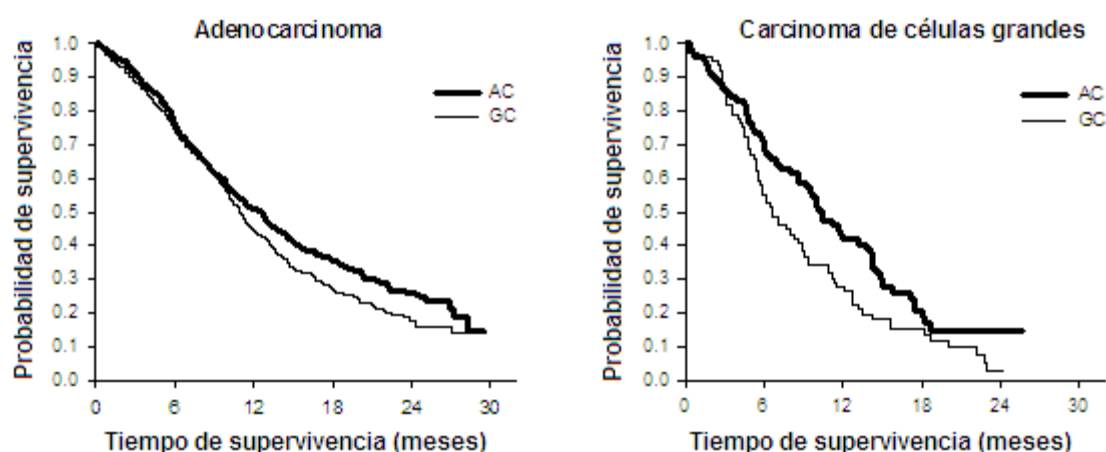 Adenocarcinoma
Probabilidad de supervivencia
1.0
0.9
0.8
0.7
0.6
0.5
0.4
0.3
0.2
0.1
0.0
AC
GC
0 6 12 18 24 30
Tiempo de supervivencia (meses)
Carcinoma de células grandes
Probabilidad de supervivencia
1.0
0.9
0.8
0.7
0.6
0.5
0.4
0.3
0.2
0.1
0.0
AC
GC
0 6 12 18 24 30
Tiempo de supervivencia (meses)